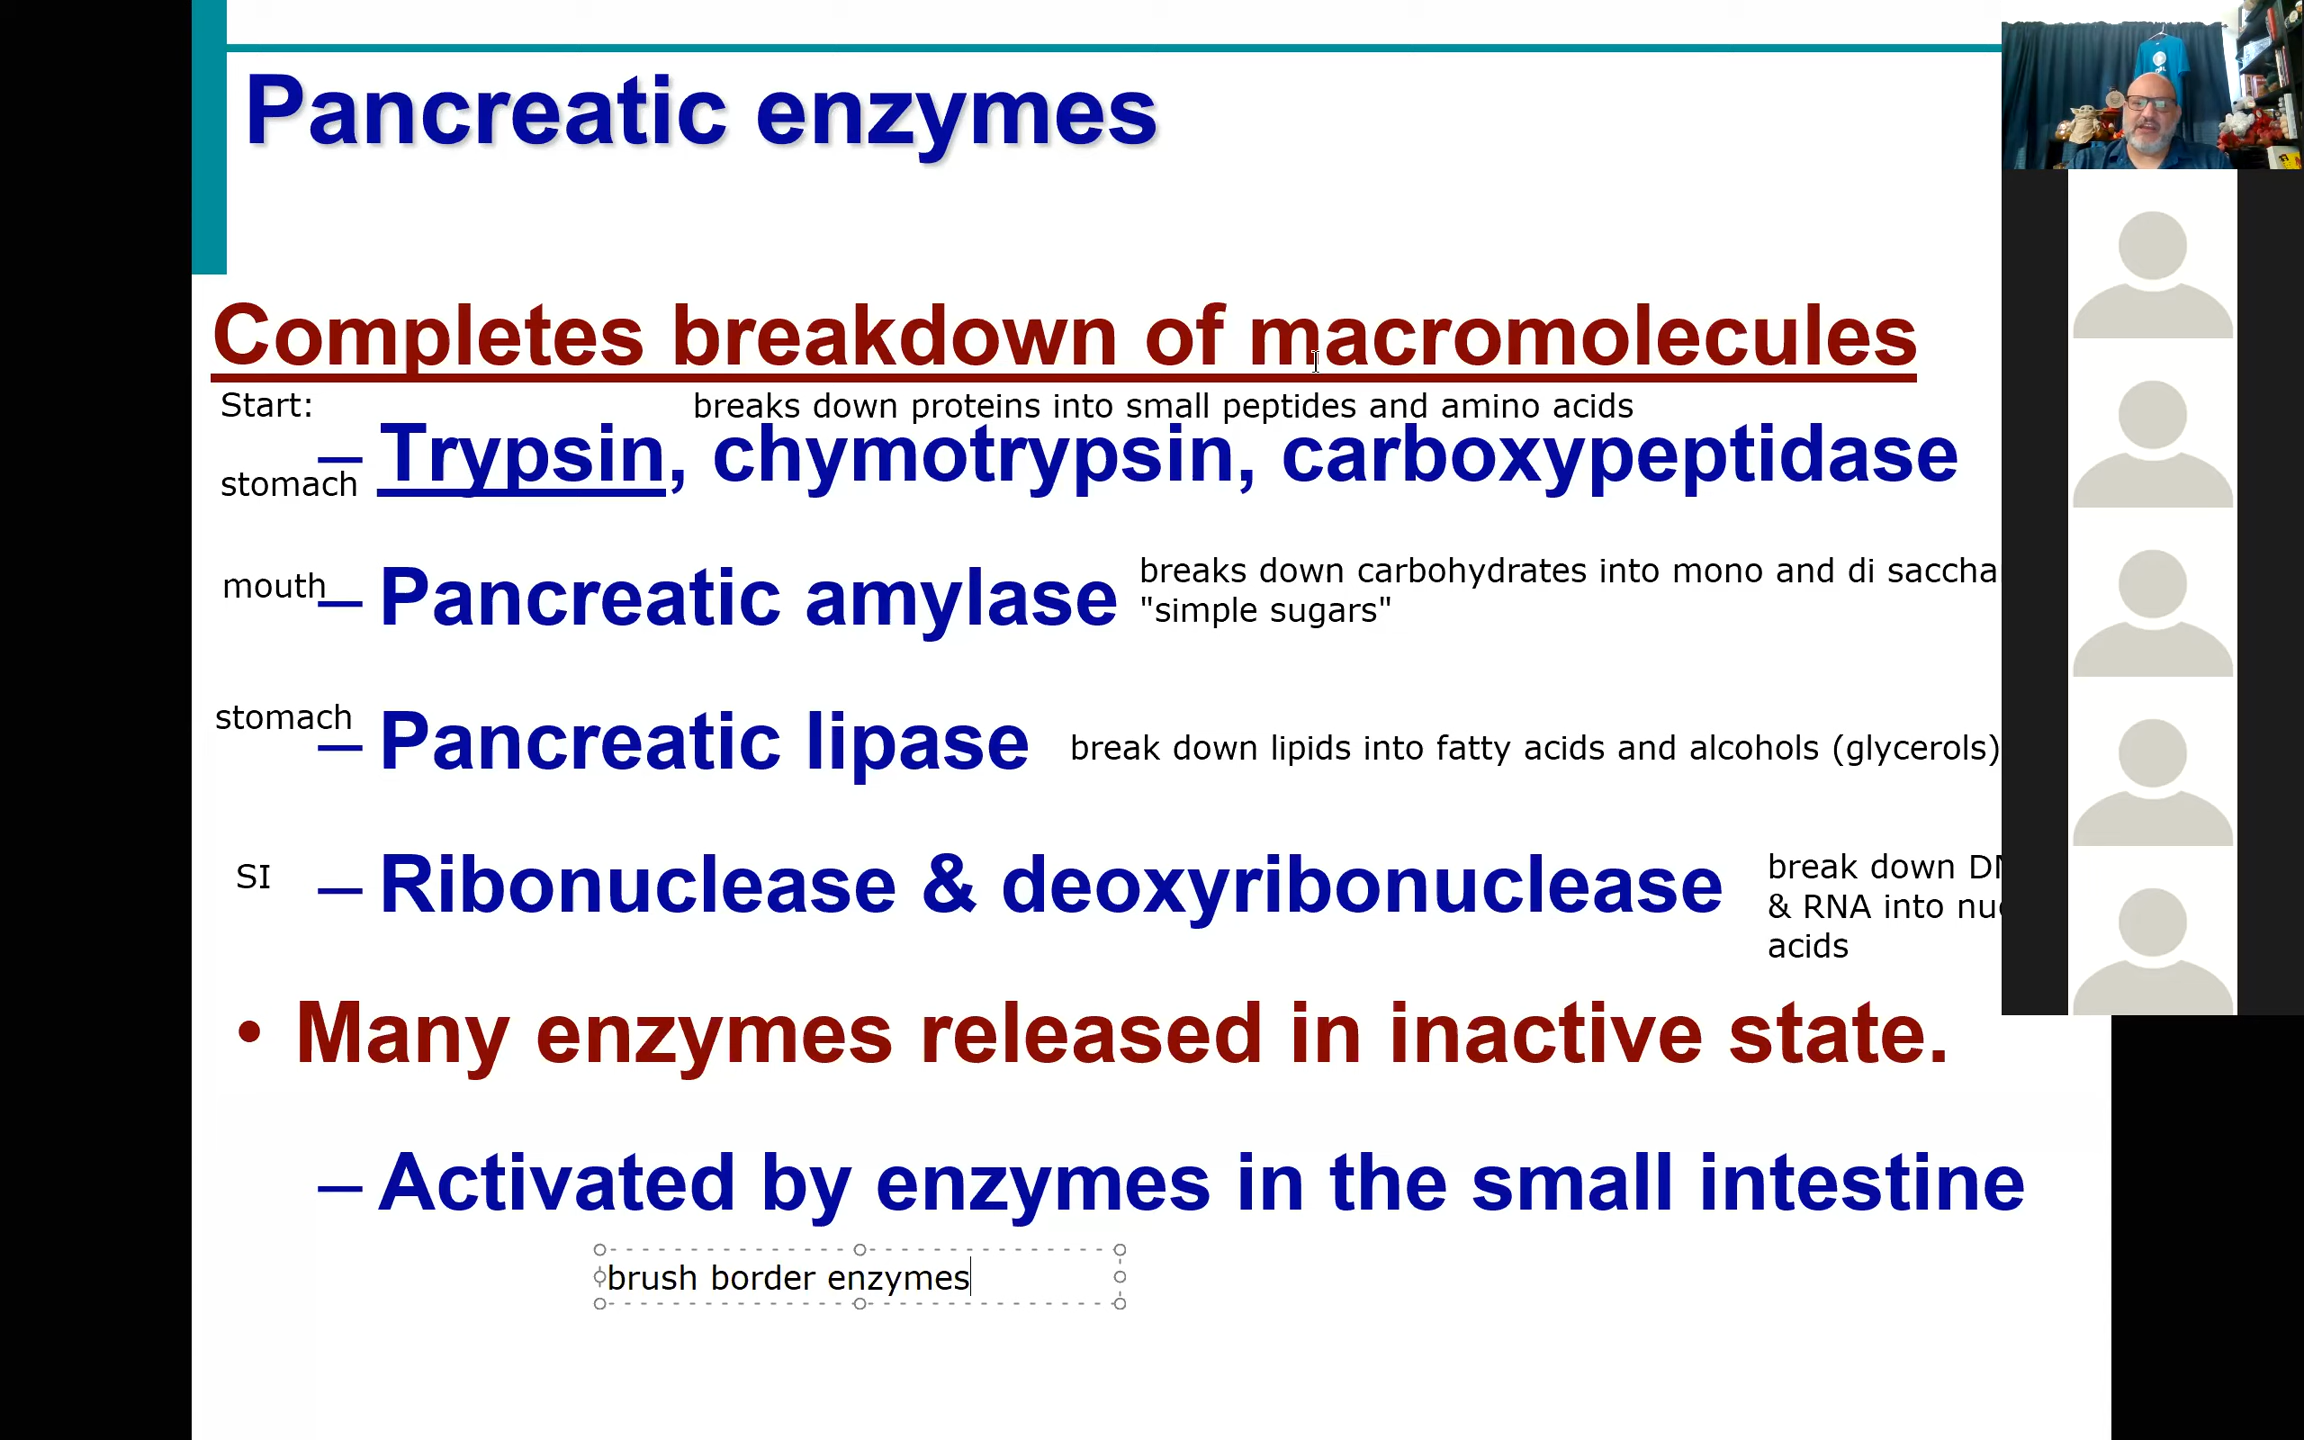 Pancreatic enzymes
Completes breakdown of macromolecules
Start:
breaks down proteins into small peptides and amino acids
– Trypsin, chymotrypsin, carboxypeptidase
stomach
mouth
– Pancreatic amylase
breaks down carbohydrates into mono and di
"simple sugars"
stomach
– Pancreatic lipase
break down lipids into fatty acids and alcohols (glycerols)
SI
– Ribonuclease & deoxyribonuclease
break down
& RNA into
acids
• Many enzymes released in inactive state.
– Activated by enzymes in the small intestine
brush border enzymes